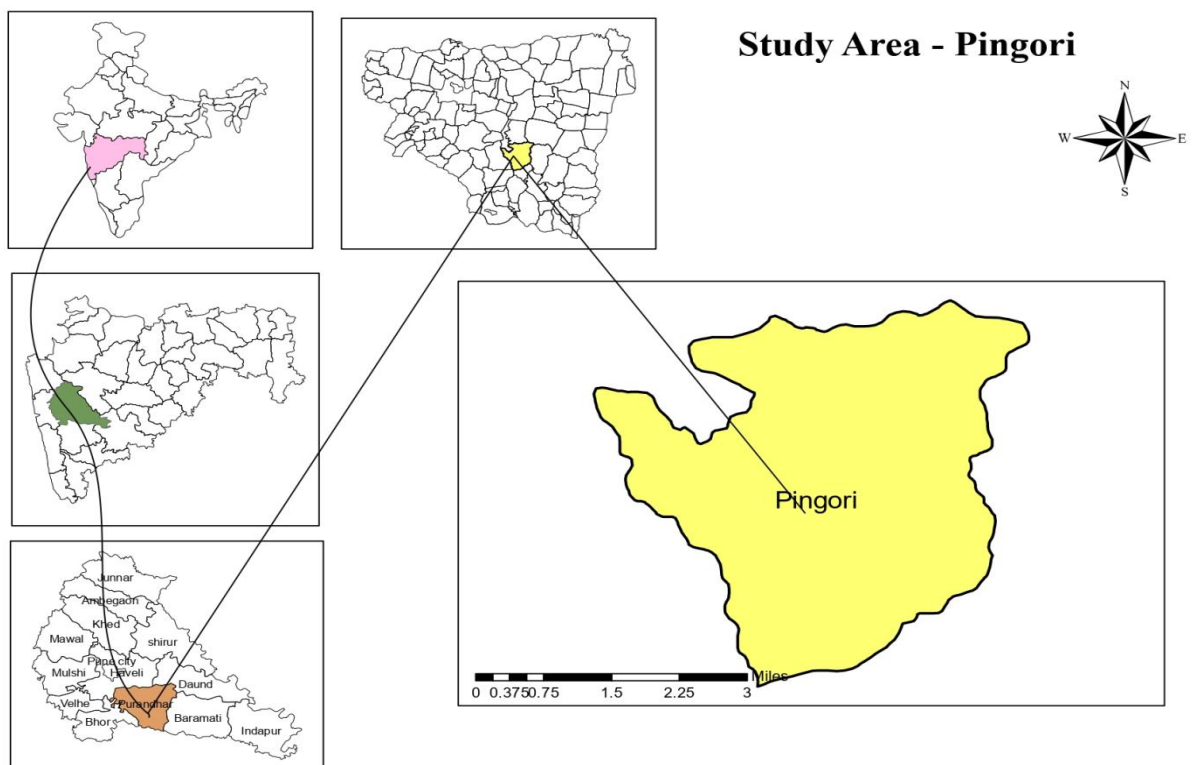 Study Area - Pingori
N
W E
S
Pingori
Miles
0 0.375 0.75 1.5 2.25 3
Junnar
Ambegaon
Khed
Mawal
shirur
Pune city
Mulshi
Haveli
Daund
Velhe
Purandhar
Bhor
Baramati
Indapur